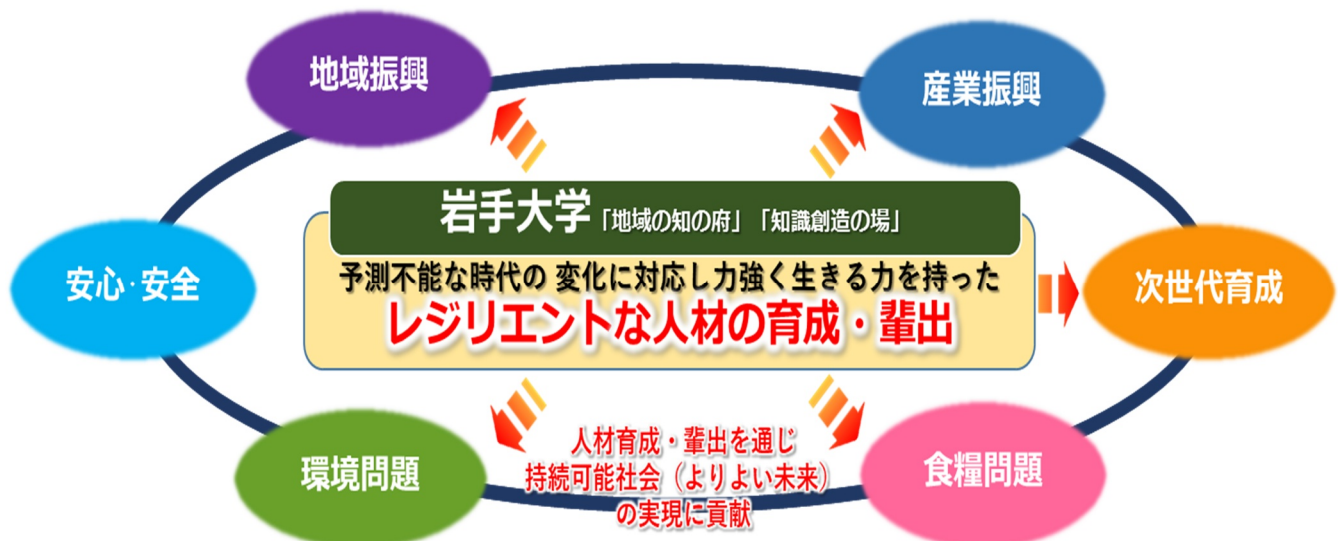 地域振興
産業振興
岩手大学「地域の知の府」「知識創造の場」
予測不能な時代の 変化に対応し力強く生きる力を持った
レジリエントな人材の育成・輩出
安心・安全
次世代育成
環境問題
人材育成・輩出を通じ
持続可能社会（よりよい未来）
の実現に貢献
食糧問題